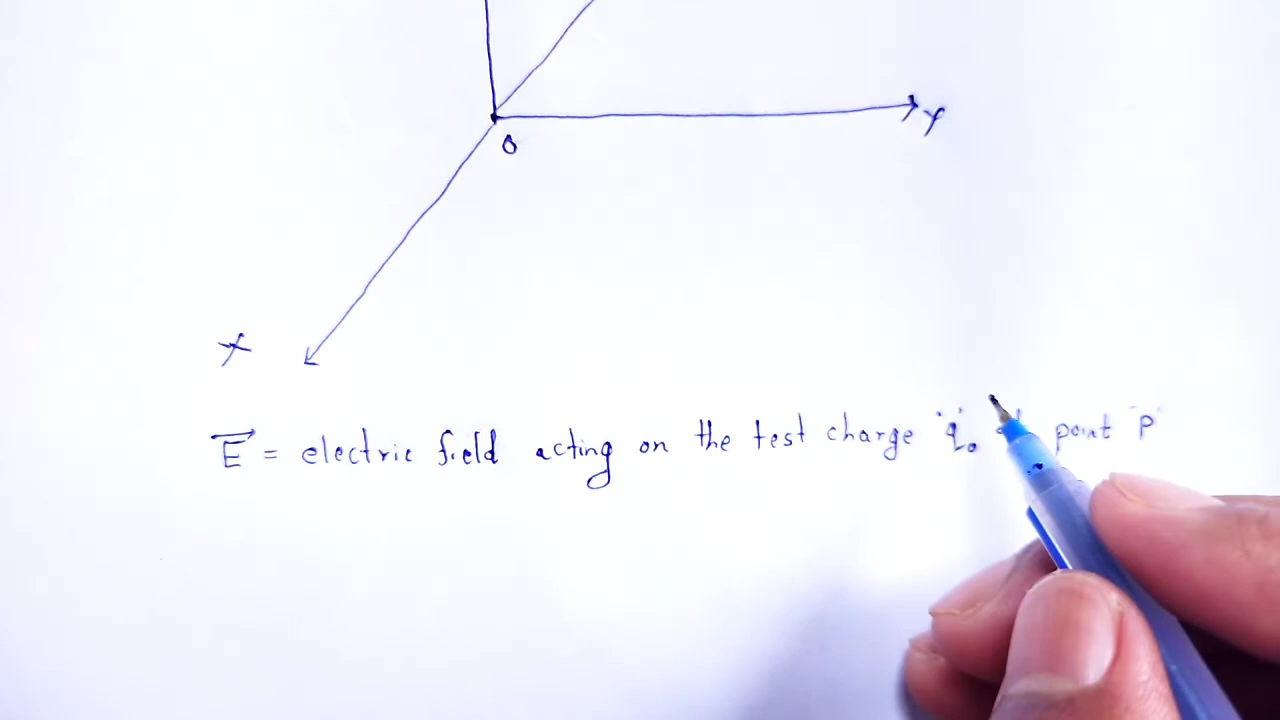 Y
O
X
E⃗ = electric field acting on the test charge 'q₀' point 'P'